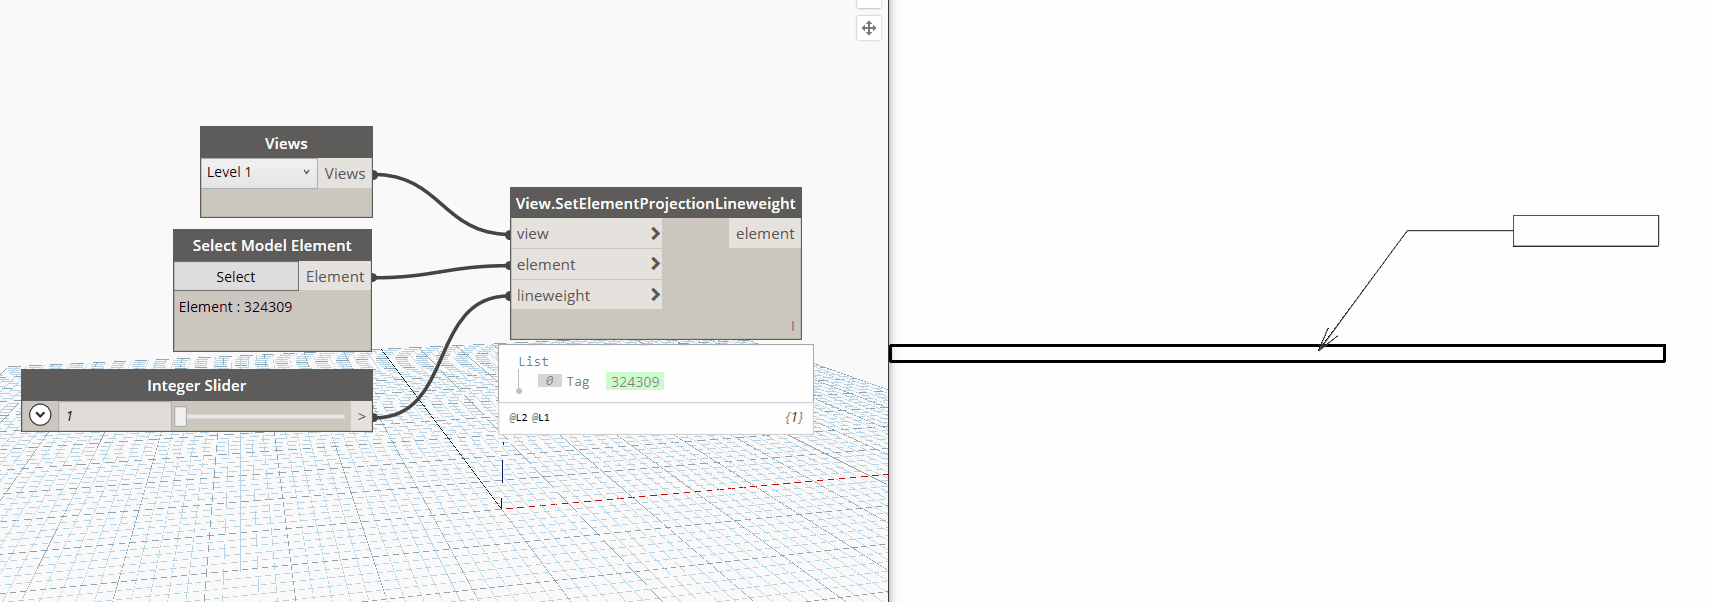 Views
Level 1
Views
View.SetElementProjectionLineweight
view
element
element
lineweight
Select Model Element
Select
Element
Element : 324309
List
0 Tag 324309
@L2 @L1
{1}
Integer Slider
1
>